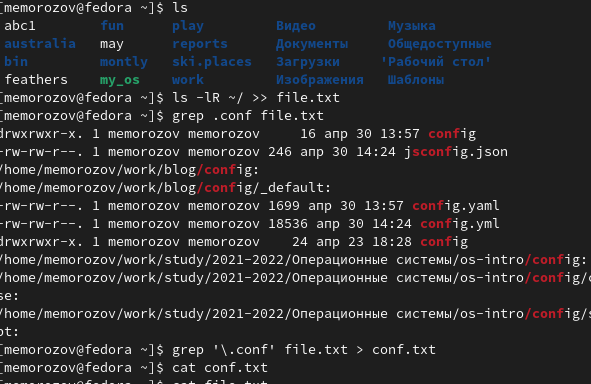 [memorozov@fedora ~]$ ls
abc1 fun play Видео Музыка
australia may reports Документы Общедоступные
bin montly ski.places Загрузки 'Рабочий стол'
feathers my_os work Изображения Шаблоны
[memorozov@fedora ~]$ ls -lR ~/ >> file.txt
[memorozov@fedora ~]$ grep .conf file.txt
drwxrwxr-x. 1 memorozov memorozov 16 апр 30 13:57 config
-rw-rw-r--. 1 memorozov memorozov 246 апр 30 14:24 jsconfig.json
/home/memorozov/work/blog/config:
/home/memorozov/work/blog/config/_default:
-rw-rw-r--. 1 memorozov memorozov 1699 апр 30 13:57 config.yaml
-rw-rw-r--. 1 memorozov memorozov 18536 апр 30 14:24 config.yml
drwxrwxr-x. 1 memorozov memorozov 24 апр 23 18:28 config
/home/memorozov/work/study/2021-2022/Операционные системы/os-intro/config:
/home/memorozov/work/study/2021-2022/Операционные системы/os-intro/config/
se:
/home/memorozov/work/study/2021-2022/Операционные системы/os-intro/config/s
pt:
[memorozov@fedora ~]$ grep '\.conf' file.txt > conf.txt
[memorozov@fedora ~]$ cat conf.txt
[memorozov@fedora ~]$ cat file.txt